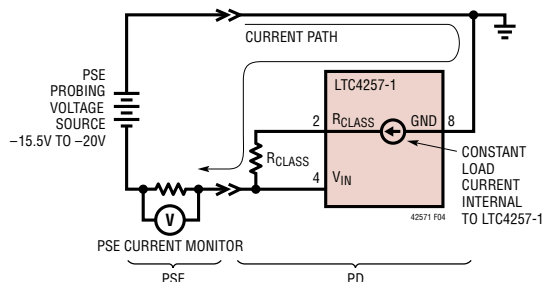 CURRENT PATH
PSE
PROBING
VOLTAGE
SOURCE
–15.5V TO –20V
LTC4257-1
2 RCLASS GND 8
RCLASS
4 VIN
CONSTANT
LOAD
CURRENT
INTERNAL
TO LTC4257-1
V
42571 F04
PSE CURRENT MONITOR
PSE PD